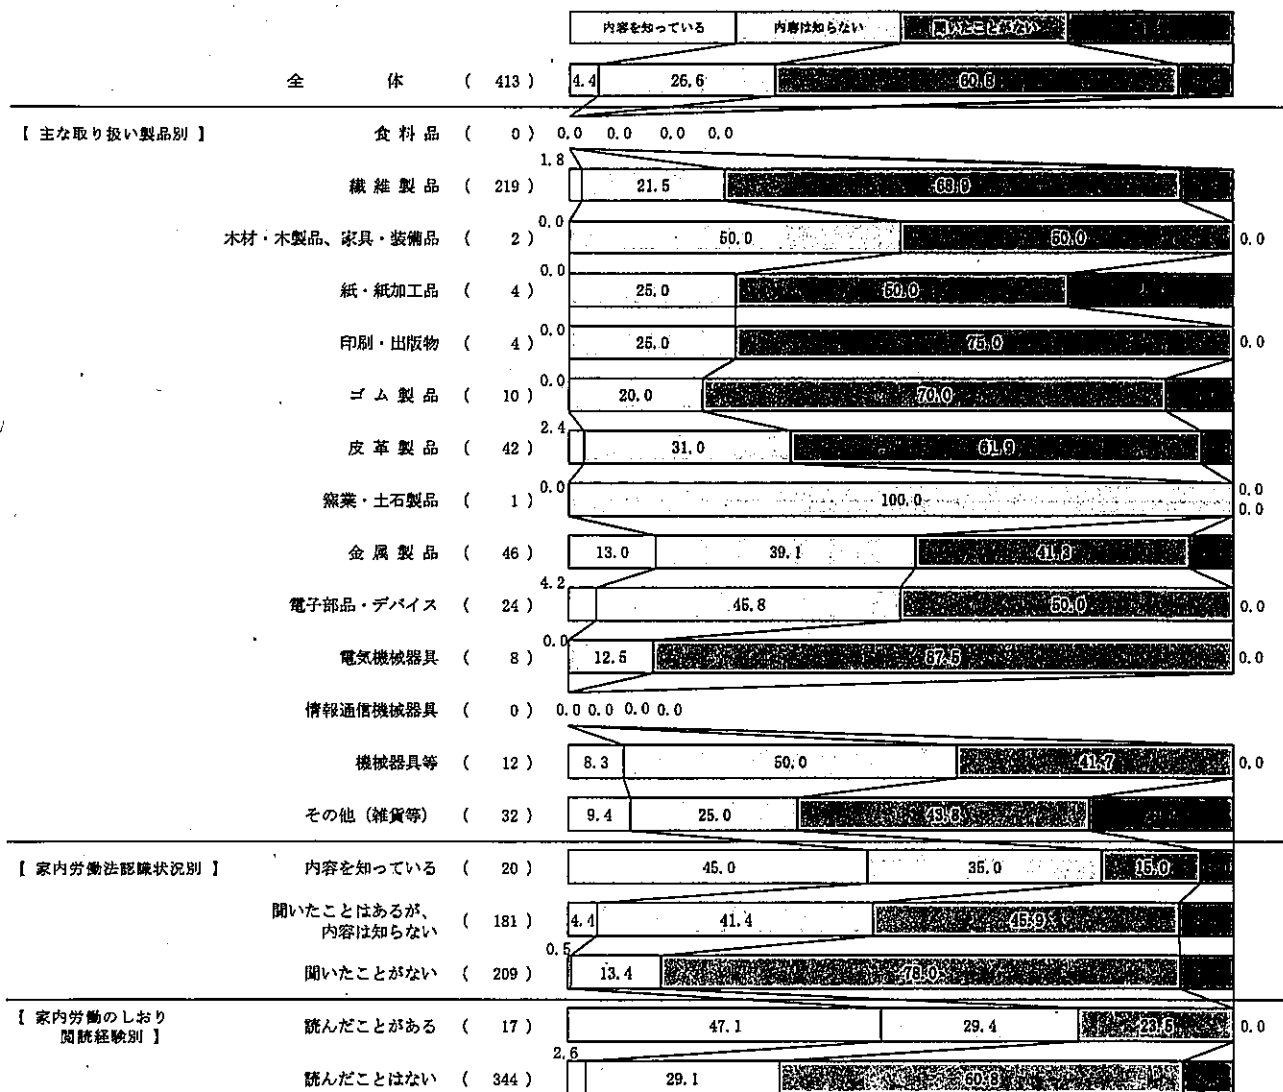 内容を知っている 内容は知らない 聞いたことがない
全 体 ( 413 ) 4.4 26.6 60.8
【 主な取り扱い製品別 】 食 料 品 ( 0 ) 0.0 0.0 0.0 0.0
繊 維 製 品 ( 219 ) 1.8 21.5
木材・木製品、家具・装備品 ( 2 ) 0.0 50.0 50.0 0.0
紙・紙加工品 ( 4 ) 0.0 25.0 50.0
印刷・出版物 ( 4 ) 0.0 25.0 75.0 0.0
ゴ ム 製 品 ( 10 ) 0.0 20.0 70.0
皮 革 製 品 ( 42 ) 2.4 31.0 61.9
窯業・土石製品 ( 1 ) 0.0 100.0 0.0 0.0
金 属 製 品 ( 46 ) 13.0 39.1 41.3
電子部品・デバイス ( 24 ) 4.2 45.8 50.0 0.0
電気機械器具 ( 8 ) 0.0 12.5 87.5 0.0
情報通信機械器具 ( 0 ) 0.0 0.0 0.0 0.0
機械器具等 ( 12 ) 8.3 50.0 41.7 0.0
その他（雑貨等） ( 32 ) 9.4 25.0 43.8
【 家内労働法認識状況別 】 内容を知っている ( 20 ) 45.0 35.0 15.0
聞いたことはあるが、
内容は知らない ( 181 ) 4.4 41.4 45.9
聞いたことがない ( 209 ) 0.5 13.4 78.0
【 家内労働のしおり
閲読経験別 】 読んだことがある ( 17 ) 47.1 29.4 23.5 0.0
読んだことはない ( 344 ) 2.6 29.1 60.8